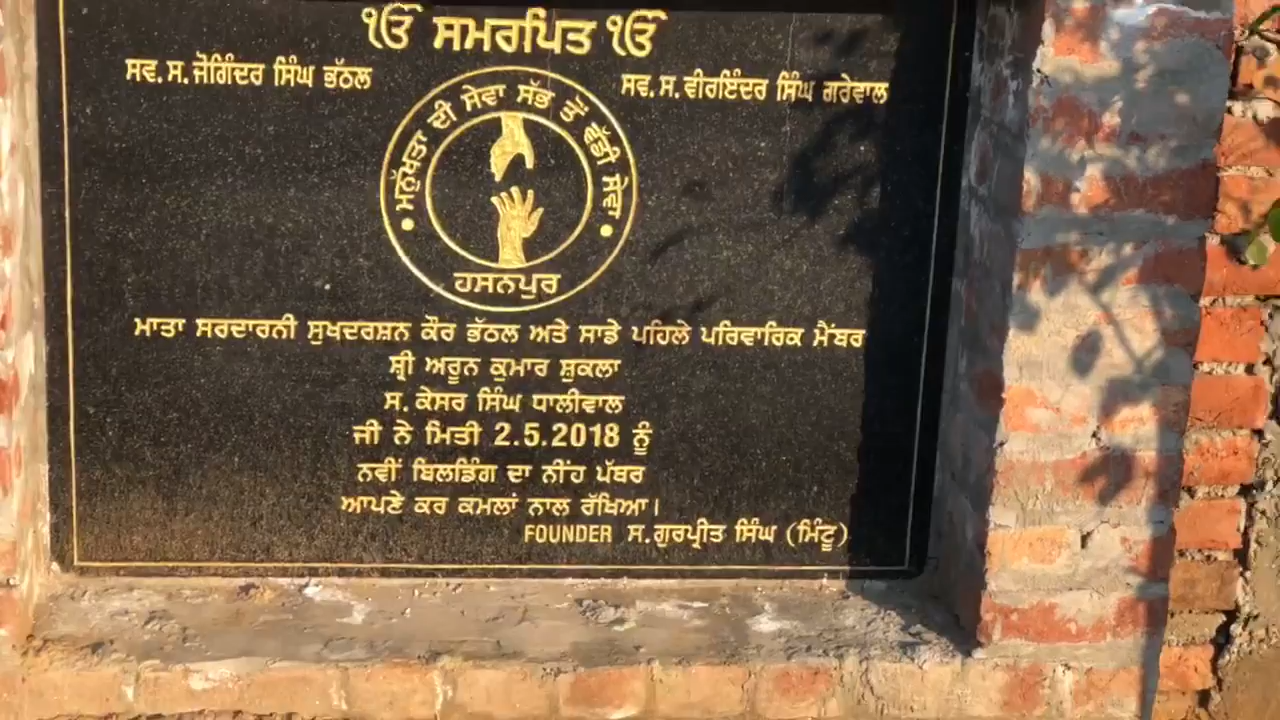 ੴ ਸਮਰਪਿਤ ੴ
ਸਵ. ਸ. ਜੋਗਿੰਦਰ ਸਿੰਘ ਭੱਠਲ
ਸਵ. ਸ. ਵੀਰਇੰਦਰ ਸਿੰਘ ਗਰੇਵਾਲ
ਮਨੁੱਖਤਾ ਦੀ ਸੇਵਾ ਸੱਭ ਤੋਂ ਵੱਡੀ ਸੇਵਾ
ਹਸਨਪੁਰ
ਮਾਤਾ ਸਰਦਾਰਨੀ ਸੁਖਦਰਸ਼ਨ ਕੌਰ ਭੱਠਲ ਅਤੇ ਸਾਡੇ ਪਹਿਲੇ ਪਰਿਵਾਰਿਕ ਮੈਂਬਰ
ਸ਼੍ਰੀ ਅਰੂਨ ਕੁਮਾਰ ਸ਼ੁਕਲਾ
ਸ. ਕੇਸਰ ਸਿੰਘ ਧਾਲੀਵਾਲ
ਜੀ ਨੇ ਮਿਤੀ 2.5.2018 ਨੂੰ
ਨਵੀਂ ਬਿਲਡਿੰਗ ਦਾ ਨੀਂਹ ਪੱਥਰ
ਆਪਣੇ ਕਰ ਕਮਲਾਂ ਨਾਲ ਰੱਖਿਆ।
FOUNDER ਸ. ਗੁਰਪ੍ਰੀਤ ਸਿੰਘ (ਮਿੰਟੂ)